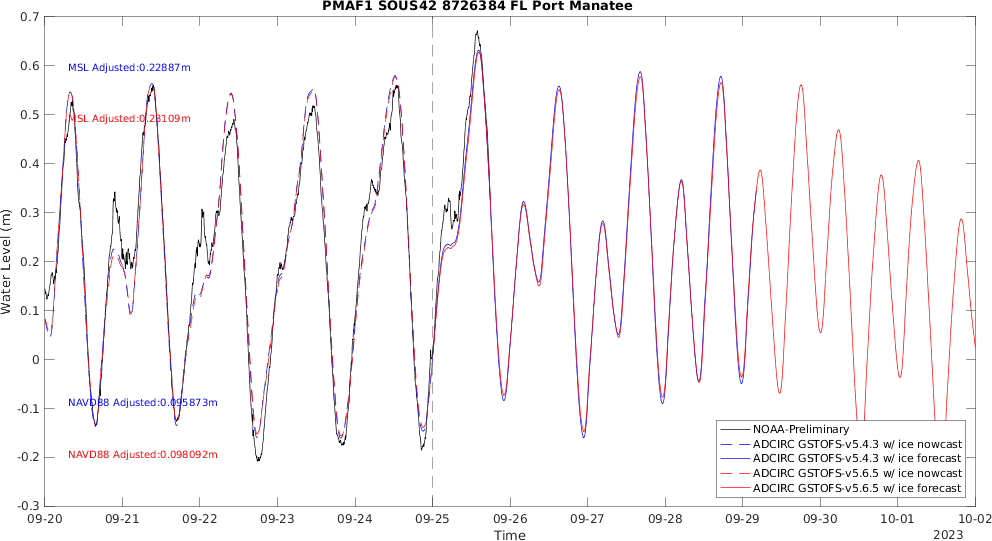 PMAF1 SOUS42 8726384 FL Port Manatee
0.7
0.6
0.5
0.4
0.3
0.2
0.1
0
-0.1
-0.2
-0.3
Water Level (m)
MSL Adjusted:0.22887m
MSL Adjusted:0.23109m
NAVD88 Adjusted:0.095873m
NAVD88 Adjusted:0.098092m
NOAA-Preliminary
ADCIRC GSTOFS-v5.4.3 w/ ice nowcast
ADCIRC GSTOFS-v5.4.3 w/ ice forecast
ADCIRC GSTOFS-v5.6.5 w/ ice nowcast
ADCIRC GSTOFS-v5.6.5 w/ ice forecast
09-20 09-21 09-22 09-23 09-24 09-25 09-26 09-27 09-28 09-29 09-30 10-01 10-02
Time
2023